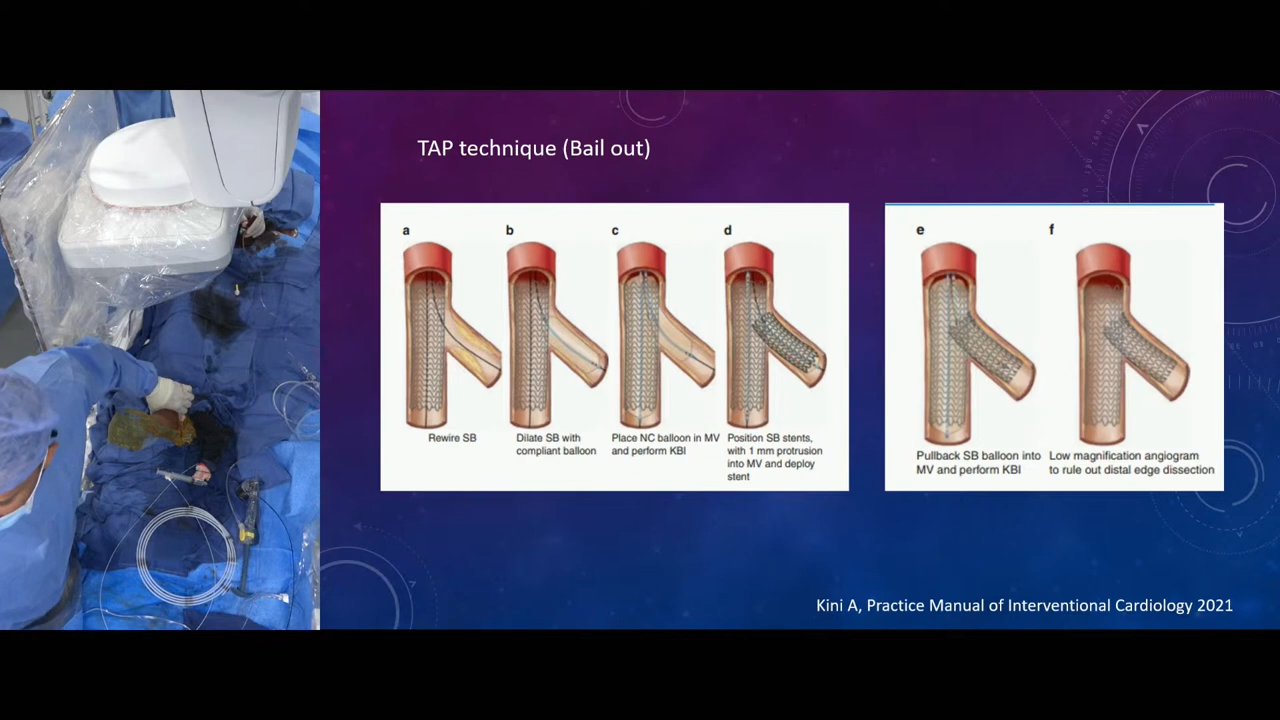 TAP technique (Bail out)
a
b
c
d
Rewire SB
Dilate SB with
compliant balloon
Place NC balloon in MV
and perform KBI
Position SB stents,
with 1 mm protrusion
into MV and deploy
stent
e
f
Pullback SB balloon into
MV and perform KBI
Low magnification angiogram
to rule out distal edge dissection
Kini A, Practice Manual of Interventional Cardiology 2021